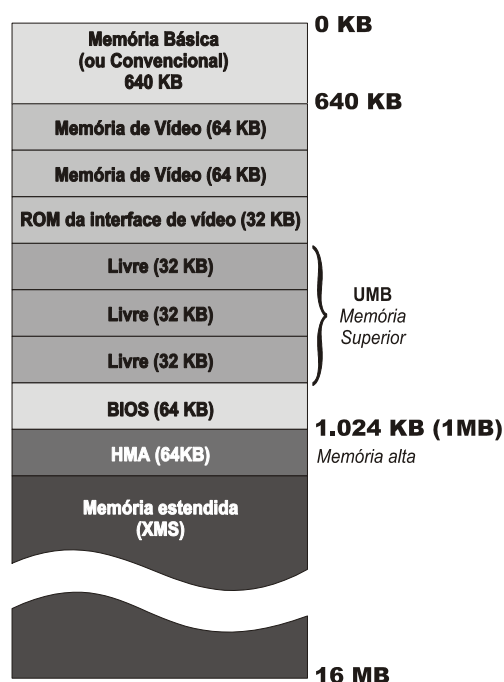 0 KB
Memória Básica
(ou Convencional)
640 KB
640 KB
Memória de Vídeo (64 KB)
Memória de Vídeo (64 KB)
ROM da interface de vídeo (32 KB)
Livre (32 KB)
Livre (32 KB)
Livre (32 KB)
UMB
Memória
Superior
BIOS (64 KB)
1.024 KB (1MB)
HMA (64KB)
Memória alta
Memória estendida
(XMS)
16 MB